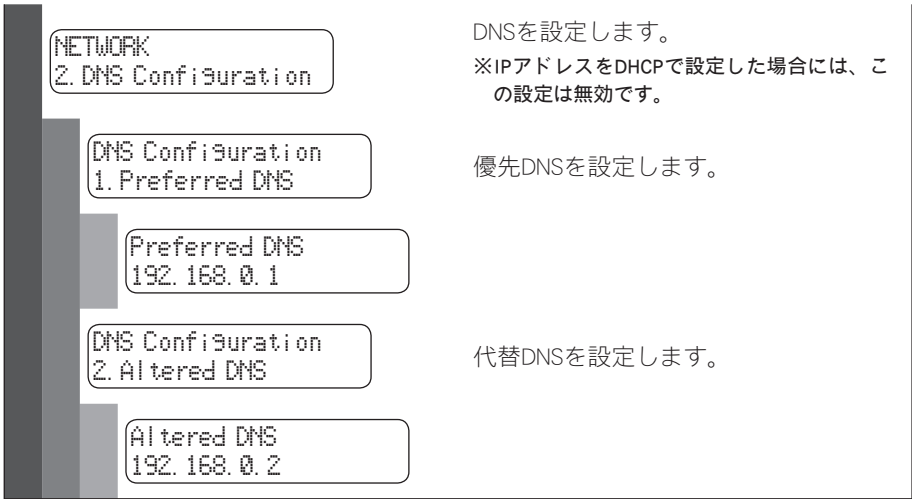 NETWORK
2. DNS Configuration
DNSを設定します。
※IPアドレスをDHCPで設定した場合には、こ
の設定は無効です。
DNS Configuration
1. Preferred DNS
優先DNSを設定します。
Preferred DNS
192. 168. 0. 1
DNS Configuration
2. Altered DNS
代替DNSを設定します。
Altered DNS
192. 168. 0. 2